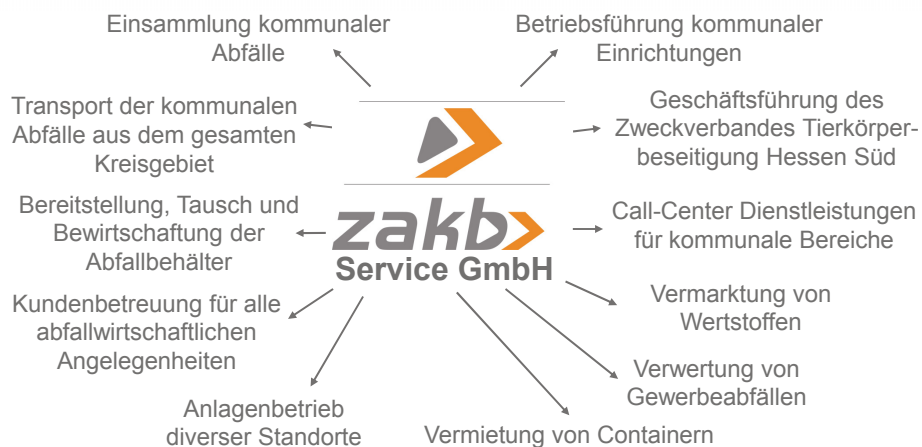 Einsammlung kommunaler
Abfälle
Betriebsführung kommunaler
Einrichtungen
Transport der kommunalen
Abfälle aus dem gesamten
Kreisgebiet
Geschäftsführung des
Zweckverbandes Tierkörper-
beseitigung Hessen Süd
Bereitstellung, Tausch und
Bewirtschaftung der
Abfallbehälter
zakb
Service GmbH
Call-Center Dienstleistungen
für kommunale Bereiche
Kundenbetreuung für alle
abfallwirtschaftlichen
Angelegenheiten
Vermarktung von
Wertstoffen
Anlagenbetrieb
diverser Standorte
Vermietung von Containern
Verwertung von
Gewerbeabfällen